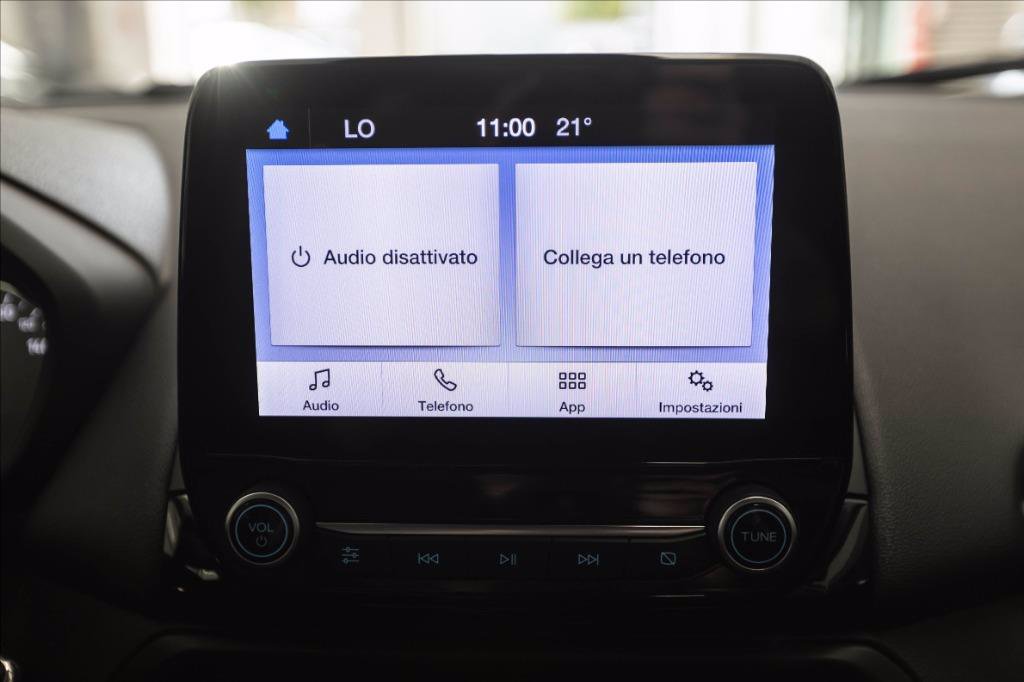 LO 11:00 21°
Audio disattivato
Collega un telefono
Audio Telefono App Impostazioni
VOL
TUNE